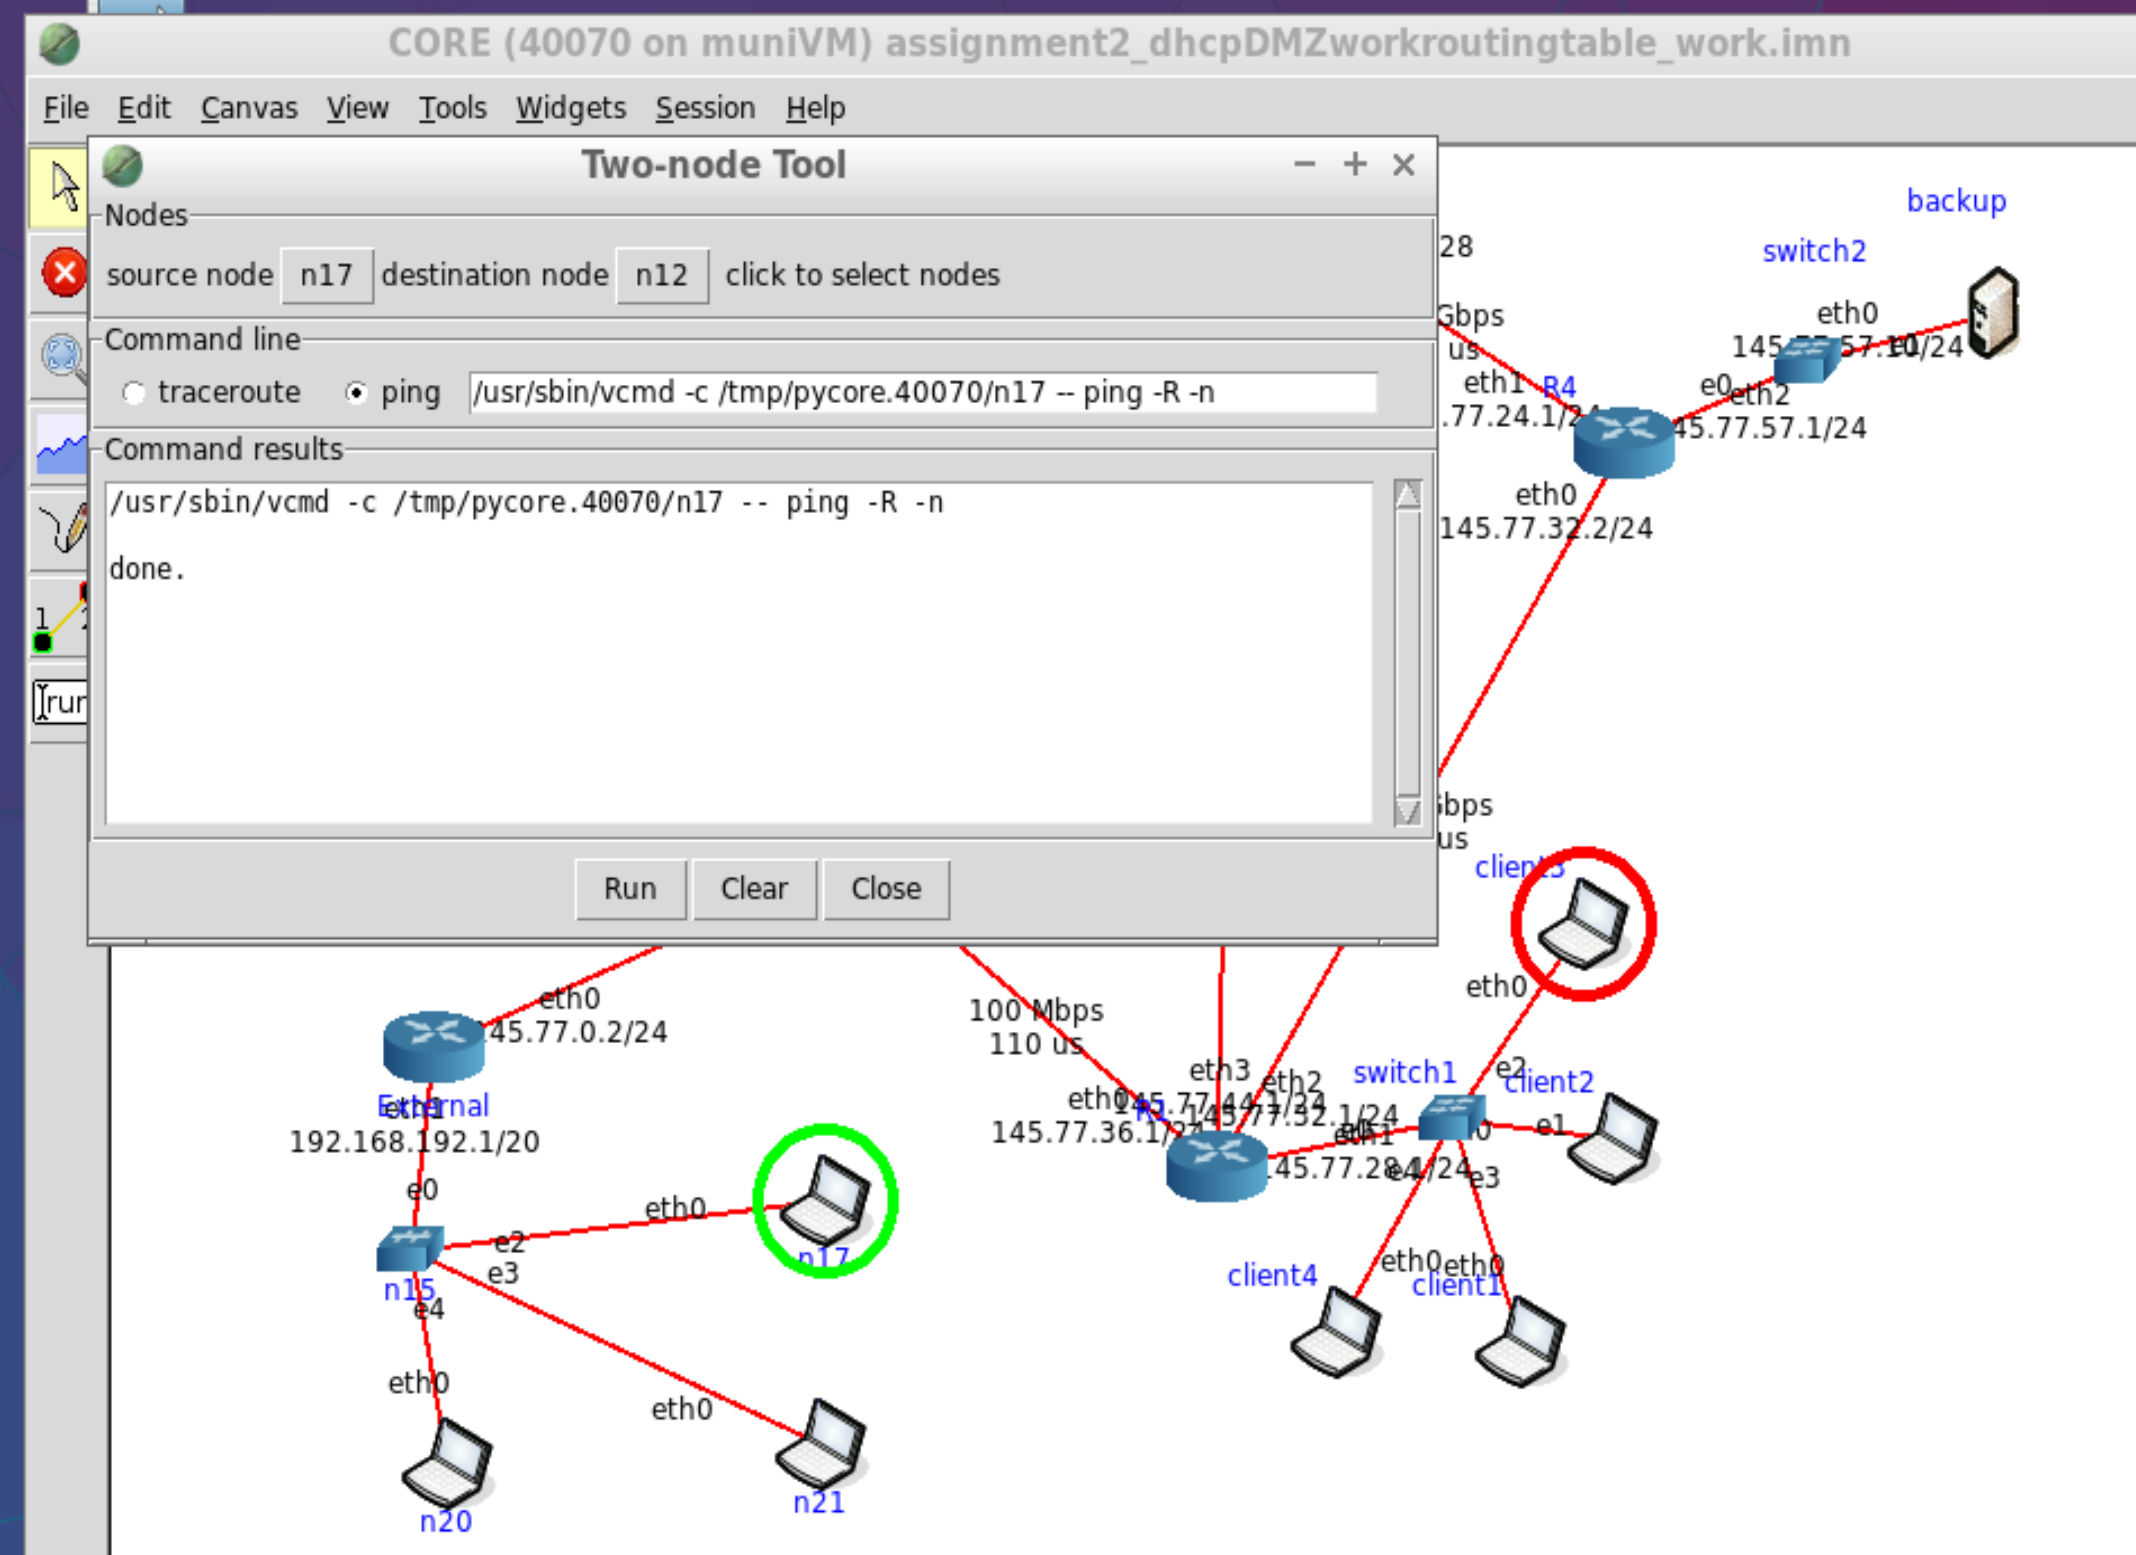 CORE (40070 on muniVM) assignment2_dhcpDMZworkroutingtable_work.imn
File Edit Canvas View Tools Widgets Session Help
Two-node Tool
Nodes
source node n17 destination node n12 click to select nodes
Command line
traceroute ping /usr/sbin/vcmd -c /tmp/pycore.40070/n17 -- ping -R -n
Command results
/usr/sbin/vcmd -c /tmp/pycore.40070/n17 -- ping -R -n
done.
Run Clear Close
1
run
backup
28
switch2
eth0
Gbps
us
eth1 R4
.77.24.1/24
e0
eth2
45.77.57.1/24
eth0
145.77.32.2/24
Gbps
us
client3
eth0
eth0
45.77.0.2/24
100 Mbps
110 us
External
eth1
192.168.192.1/20
e0
eth3
eth2
eth0
145.77.44.1/24
R1
145.77.32.1/24
145.77.36.1/24
switch1
e2
client2
e1
eth1
45.77.28.1/24
e4
e3
eth0
n17
e2
e3
n15
e4
eth0
eth0
client4
client1
eth0
eth0
n21
n20